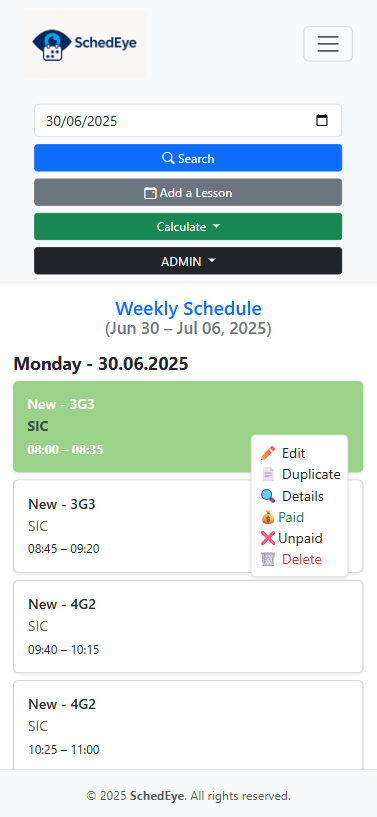 SchedEye
30/06/2025
Search
Add a Lesson
Calculate
ADMIN
Weekly Schedule
(Jun 30 – Jul 06, 2025)
Monday - 30.06.2025
New - 3G3
SIC
08:00 – 08:35
Edit
Duplicate
Details
Paid
Unpaid
Delete
New - 3G3
SIC
08:45 – 09:20
New - 4G2
SIC
09:40 – 10:15
New - 4G2
SIC
10:25 – 11:00
© 2025 SchedEye. All rights reserved.